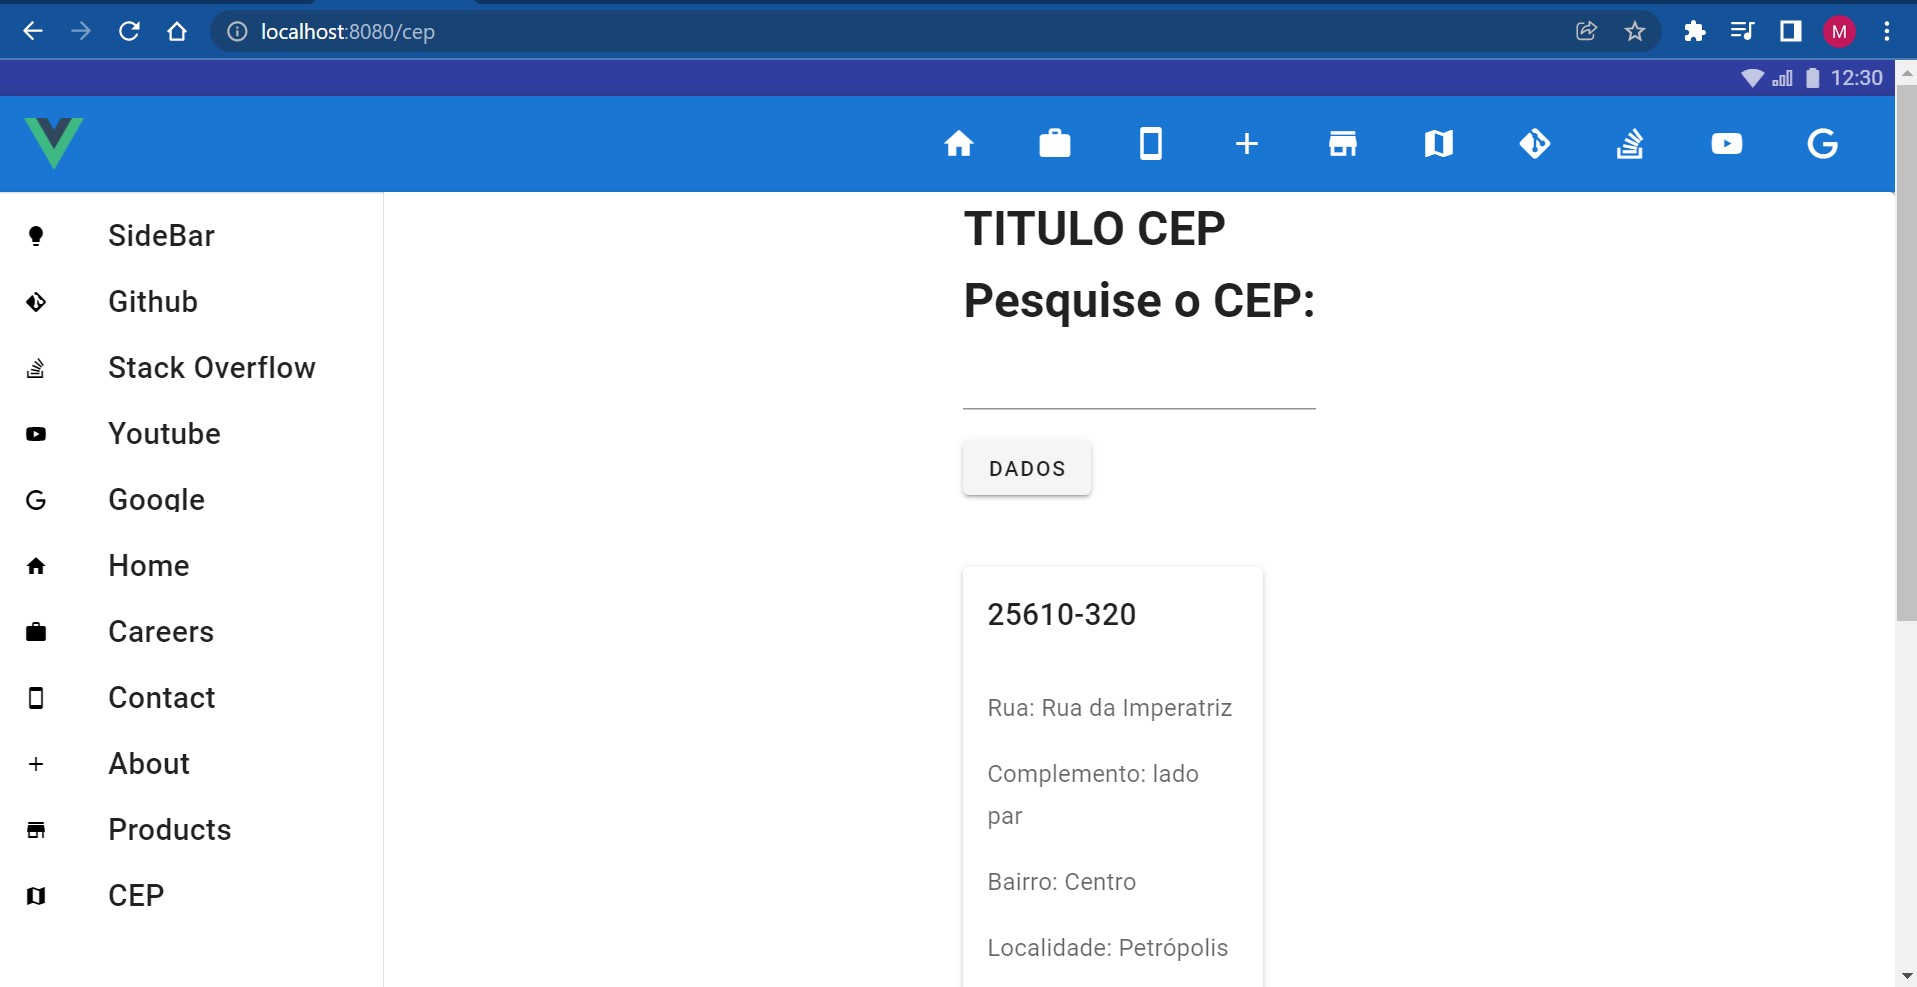 localhost:8080/cep
M
12:30
SideBar
Github
Stack Overflow
Youtube
Google
Home
Careers
Contact
About
Products
CEP
TITULO CEP
Pesquise o CEP:
DADOS
25610-320
Rua: Rua da Imperatriz
Complemento: lado
par
Bairro: Centro
Localidade: Petrópolis